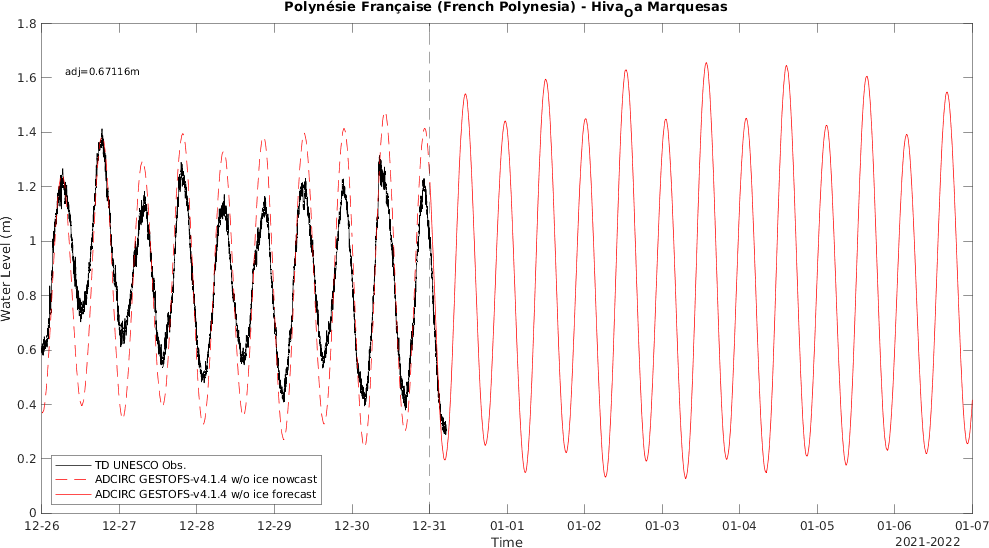 Polynésie Française (French Polynesia) - Hiva_Oa Marquesas
1.8
1.6
1.4
1.2
1
0.8
0.6
0.4
0.2
0
Water Level (m)
adj=0.67116m
TD UNESCO Obs.
ADCIRC GESTOFS-v4.1.4 w/o ice nowcast
ADCIRC GESTOFS-v4.1.4 w/o ice forecast
12-26 12-27 12-28 12-29 12-30 12-31 01-01 01-02 01-03 01-04 01-05 01-06 01-07
Time
2021-2022